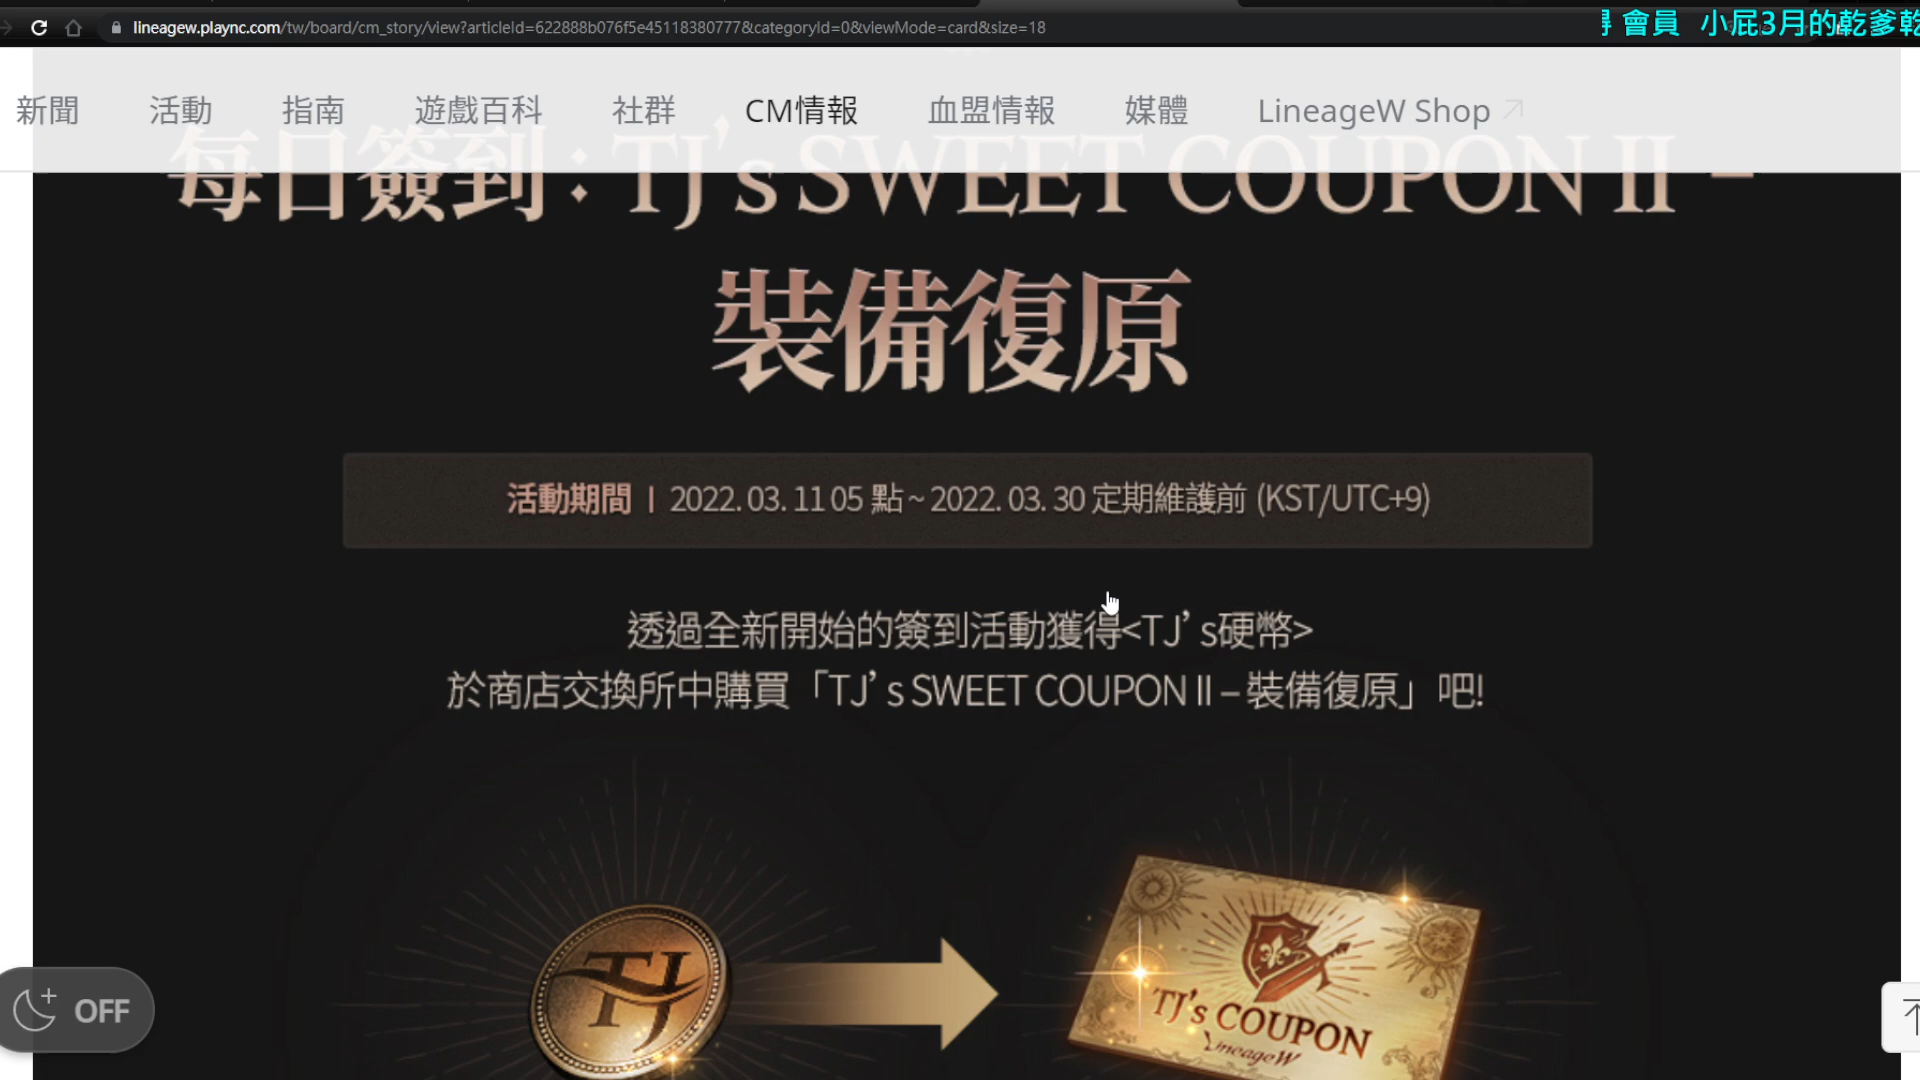 lineagew.plaync.com/tw/board/cm_story/view?articleId=622888b076f5e45118380777&categoryId=0&viewMode=card&size=18
會員 小屁3月的乾爹乾
新聞 活動 指南 遊戲百科 社群 CM情報 血盟情報 媒體 LineageW Shop
每日簽到：TJ's SWEET COUPON II –
裝備復原
活動期間 | 2022. 03. 11 05 點 ~ 2022. 03. 30 定期維護前 (KST/UTC+9)
透過全新開始的簽到活動獲得<TJ's硬幣>
於商店交換所中購買「TJ's SWEET COUPON II – 裝備復原」吧!
TJ
TJ's COUPON
LineageW
OFF